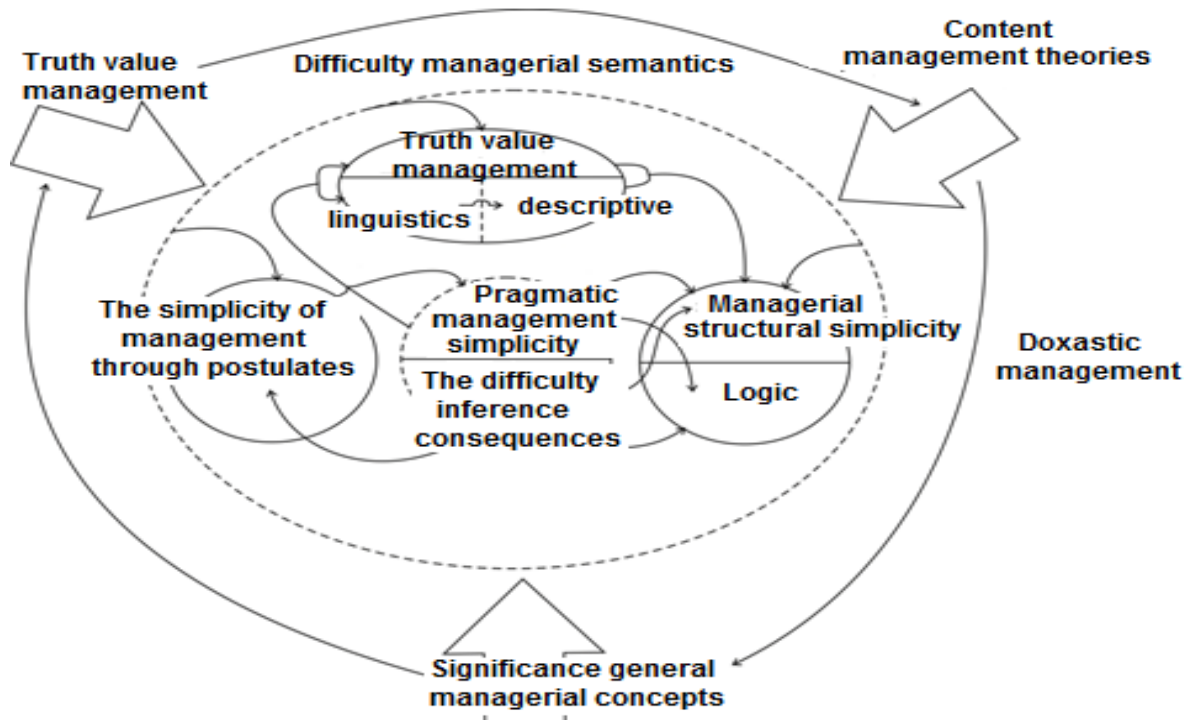 Content
management theories
Truth value
management
Difficulty managerial semantics
Truth value
management
linguistics
descriptive
The simplicity of
management
through postulates
Pragmatic
management
simplicity
The difficulty
inference
consequences
Managerial
structural simplicity
Logic
Doxastic
management
Significance general
managerial concepts